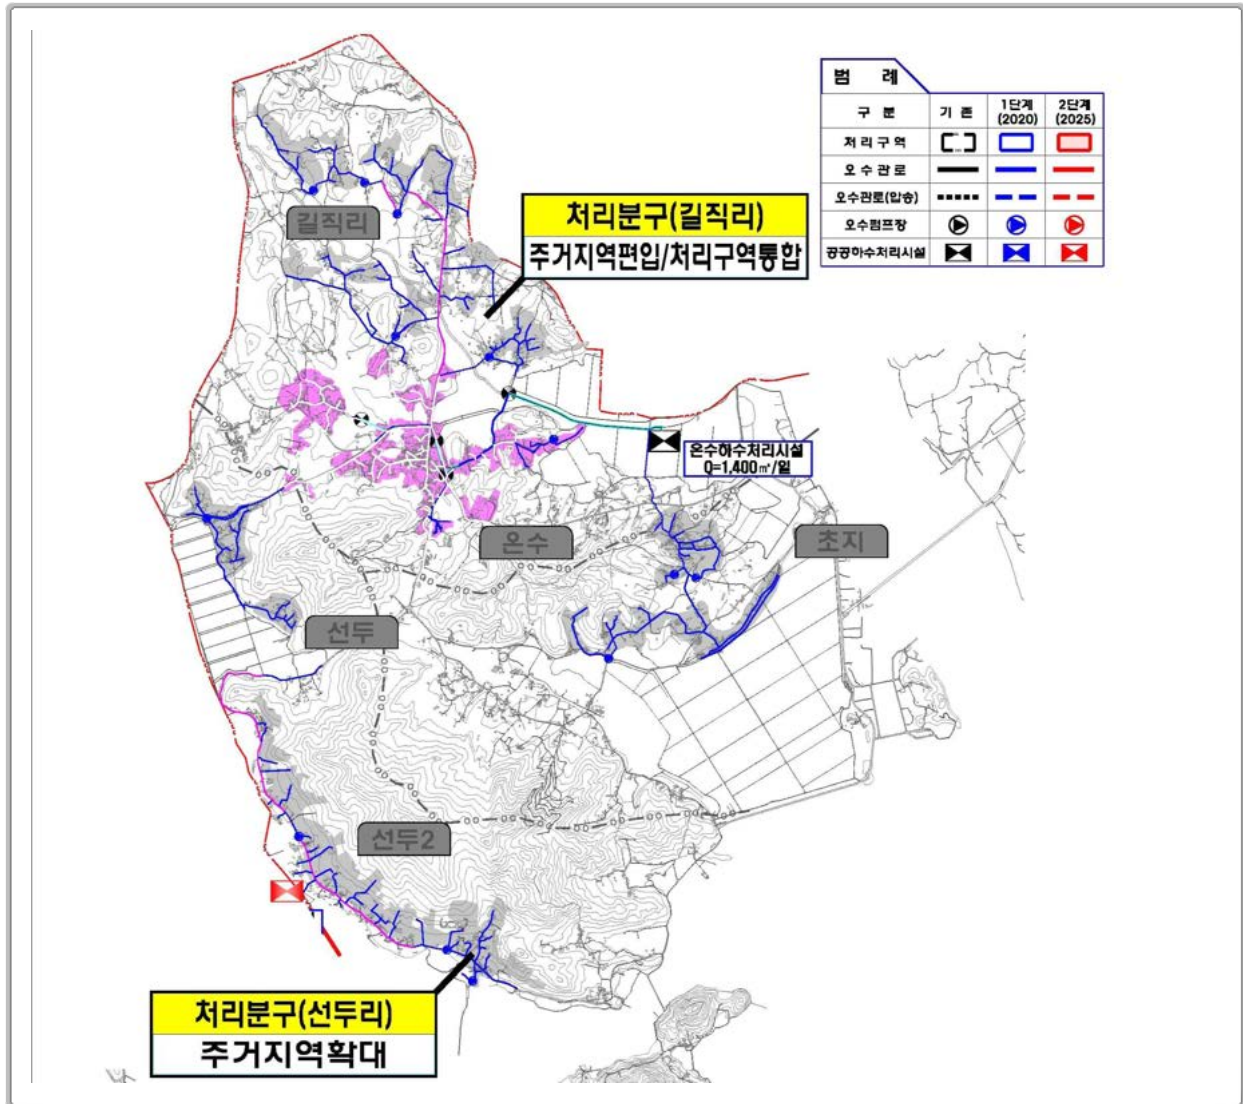 범 례
구 분 기 존 1단계 (2020) 2단계 (2025)
처리구역
오수관로
오수관로(압송)
오수펌프장
공공하수처리시설
길직리
처리분구(길직리)
주거지역편입/처리구역통합
온수하수처리시설
Q=1,400㎥/일
온수
초지
선두
선두2
처리분구(선두리)
주거지역확대